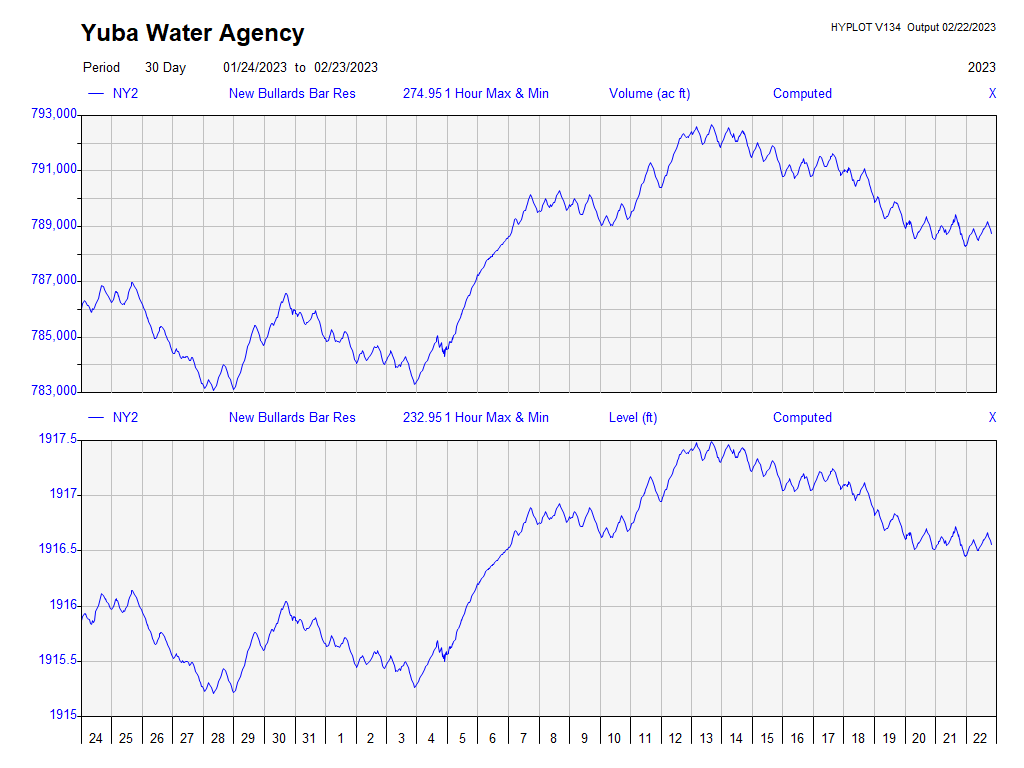 Yuba Water Agency
HYPLOT V134 Output 02/22/2023
Period 30 Day 01/24/2023 to 02/23/2023 2023
NY2 New Bullards Bar Res 274.95 1 Hour Max & Min Volume (ac ft) Computed X
793,000
791,000
789,000
787,000
785,000
783,000
NY2 New Bullards Bar Res 232.95 1 Hour Max & Min Level (ft) Computed X
1917.5
1917
1916.5
1916
1915.5
1915
24 25 26 27 28 29 30 31 1 2 3 4 5 6 7 8 9 10 11 12 13 14 15 16 17 18 19 20 21 22